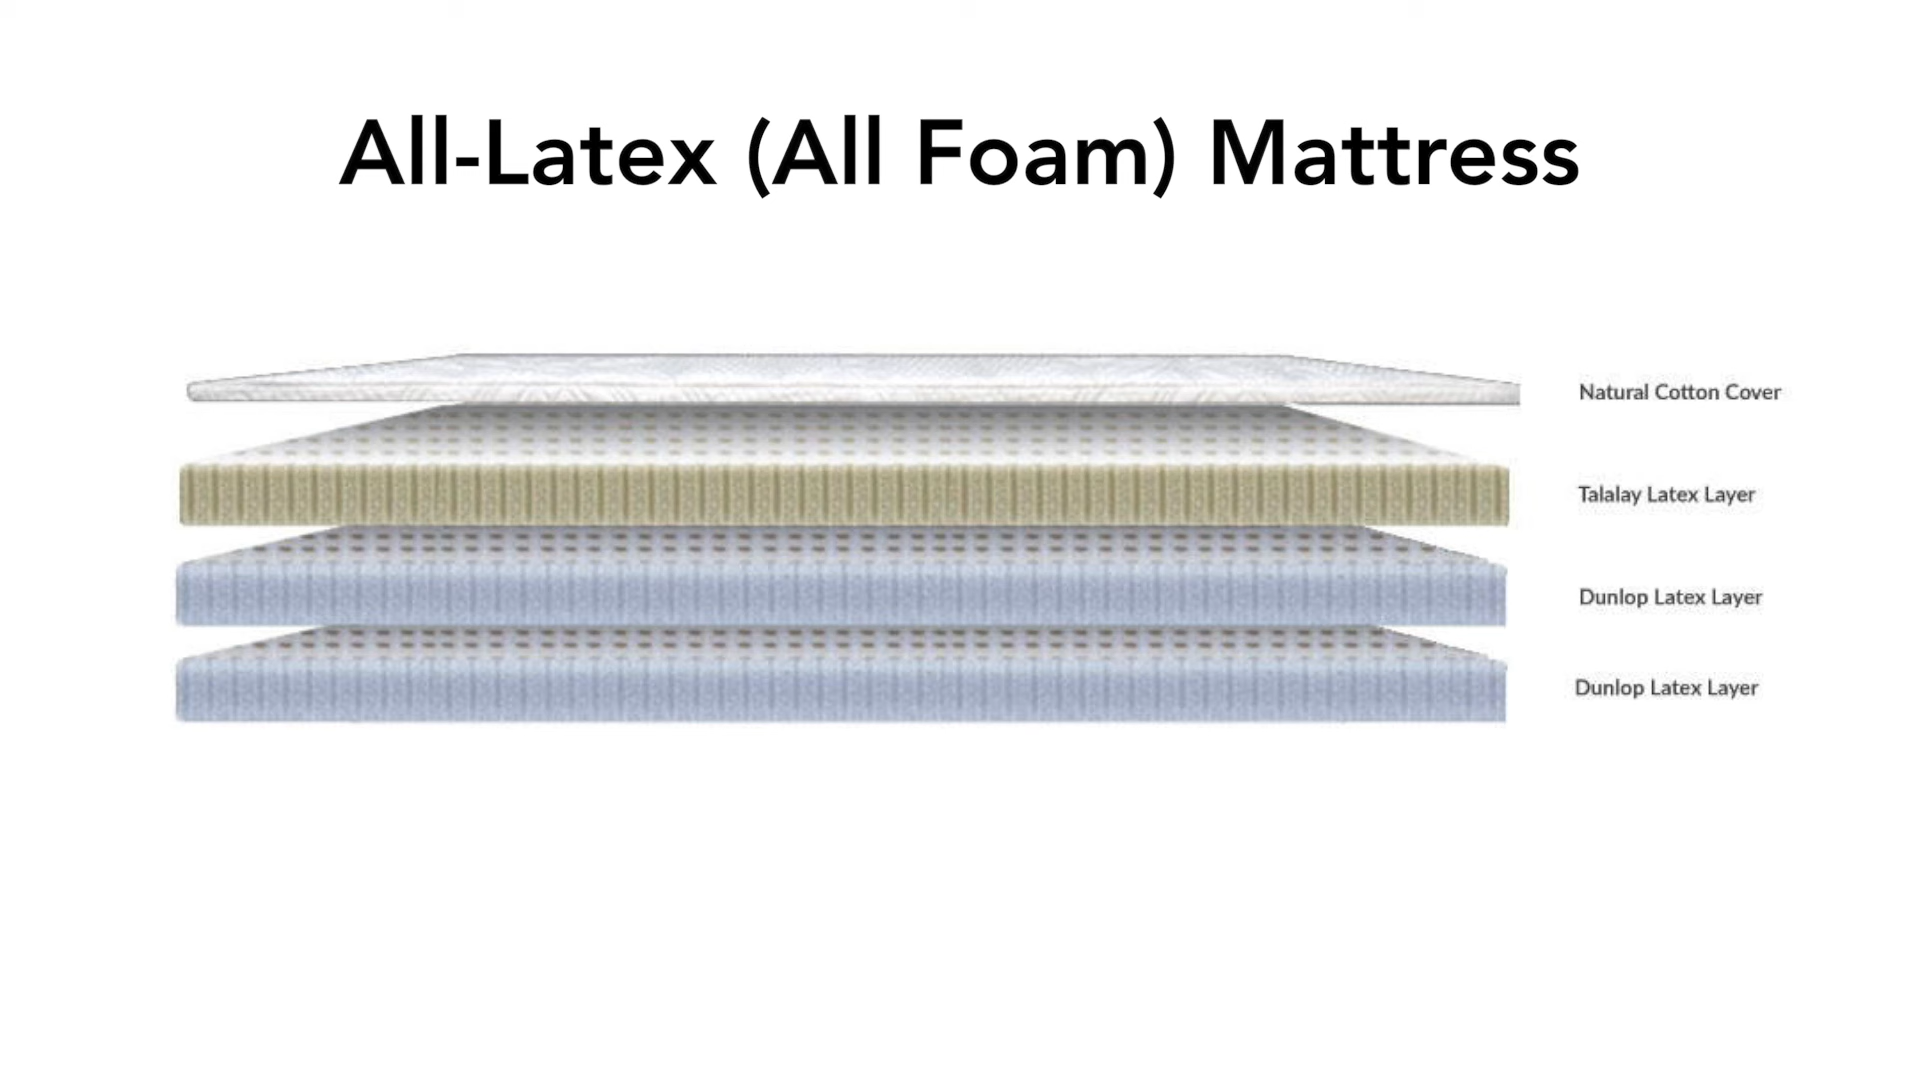 All-Latex (All Foam) Mattress
Natural Cotton Cover
Talalay Latex Layer
Dunlop Latex Layer
Dunlop Latex Layer